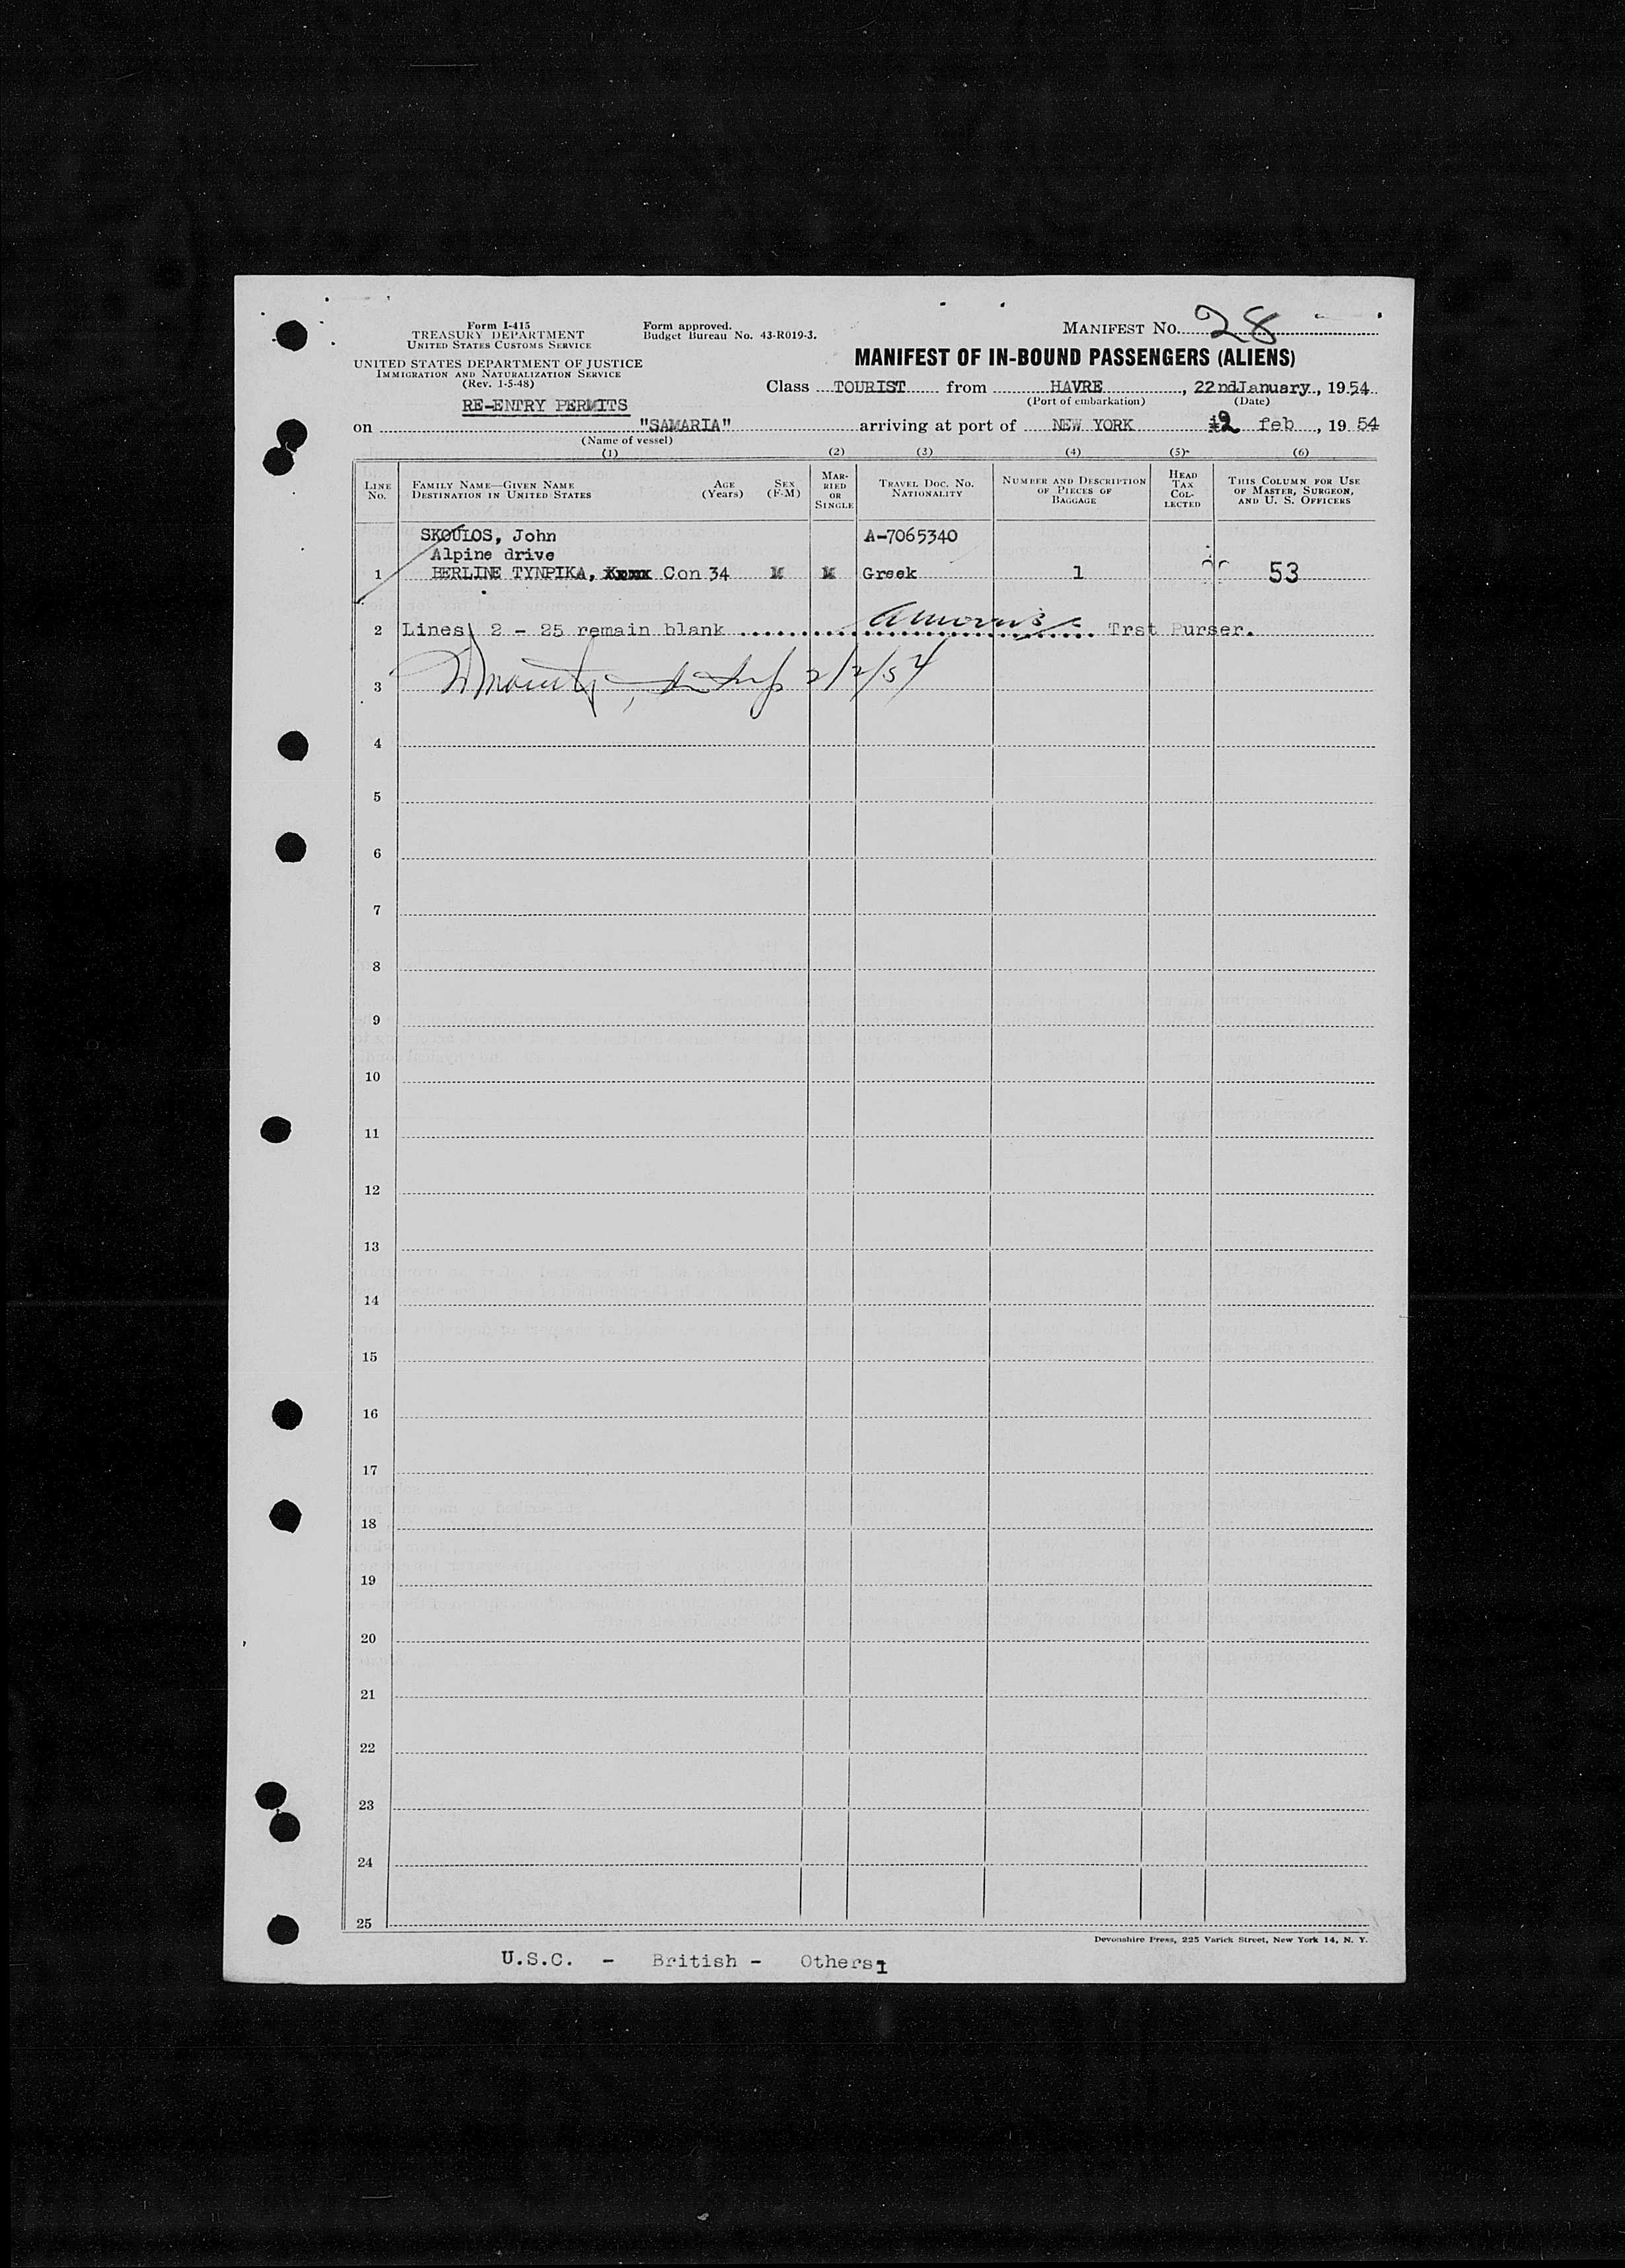 Form I-415
TREASURY DEPARTMENT
UNITED STATES CUSTOMS SERVICE
Form approved.
Budget Bureau No. 43-R019-3.
MANIFEST NO. 28
UNITED STATES DEPARTMENT OF JUSTICE
IMMIGRATION AND NATURALIZATION SERVICE
(Rev. 1-5-48)
MANIFEST OF IN-BOUND PASSENGERS (ALIENS)
Class TOURIST from HAVRE, 22nd January, 1954
(Port of embarkation) (Date)
RE-ENTRY PERMITS
on "SAMARIA" arriving at port of NEW YORK 2 feb, 1954
(Name of vessel)
(1) (2) (3) (4) (5) (6)
LINE No. FAMILY NAME—GIVEN NAME DESTINATION IN UNITED STATES AGE (Years) SEX (F-M) MARRIED OR SINGLE TRAVEL DOC. NO. NATIONALITY NUMBER AND DESCRIPTION OF PIECES OF BAGGAGE HEAD TAX COLLECTED THIS COLUMN FOR USE OF MASTER, SURGEON, AND U. S. OFFICERS
SKOULOS, John A-7065340
Alpine drive
1 BERLINE TYNPIKA, Con 34 M M Greek 1 53
2 Lines 2 - 25 remain blank Trst Purser.
3 2/2/54
4
5
6
7
8
9
10
11
12
13
14
15
16
17
18
19
20
21
22
23
24
25
Devonshire Press, 225 Varick Street, New York 14, N. Y.
U.S.C. - British - Others 1